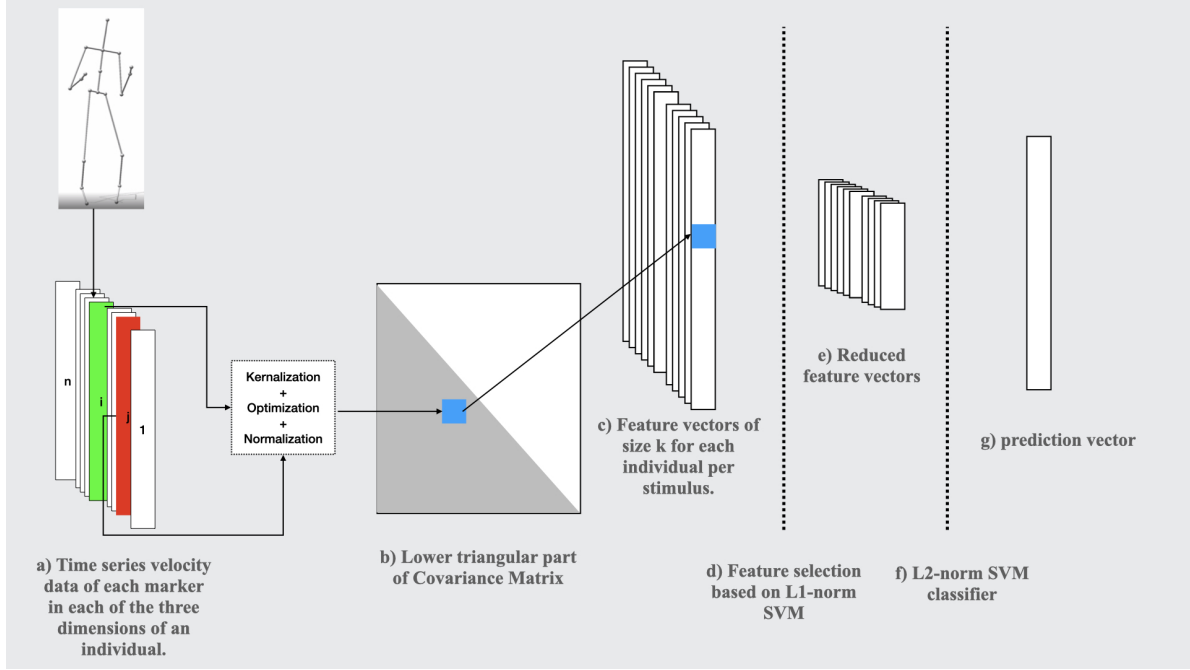 n
i
j
1
Kernalization
+
Optimization
+
Normalization
a) Time series velocity
data of each marker
in each of the three
dimensions of an
individual.
b) Lower triangular part
of Covariance Matrix
c) Feature vectors of
size k for each
individual per
stimulus.
d) Feature selection
based on L1-norm
SVM
e) Reduced
feature vectors
f) L2-norm SVM
classifier
g) prediction vector